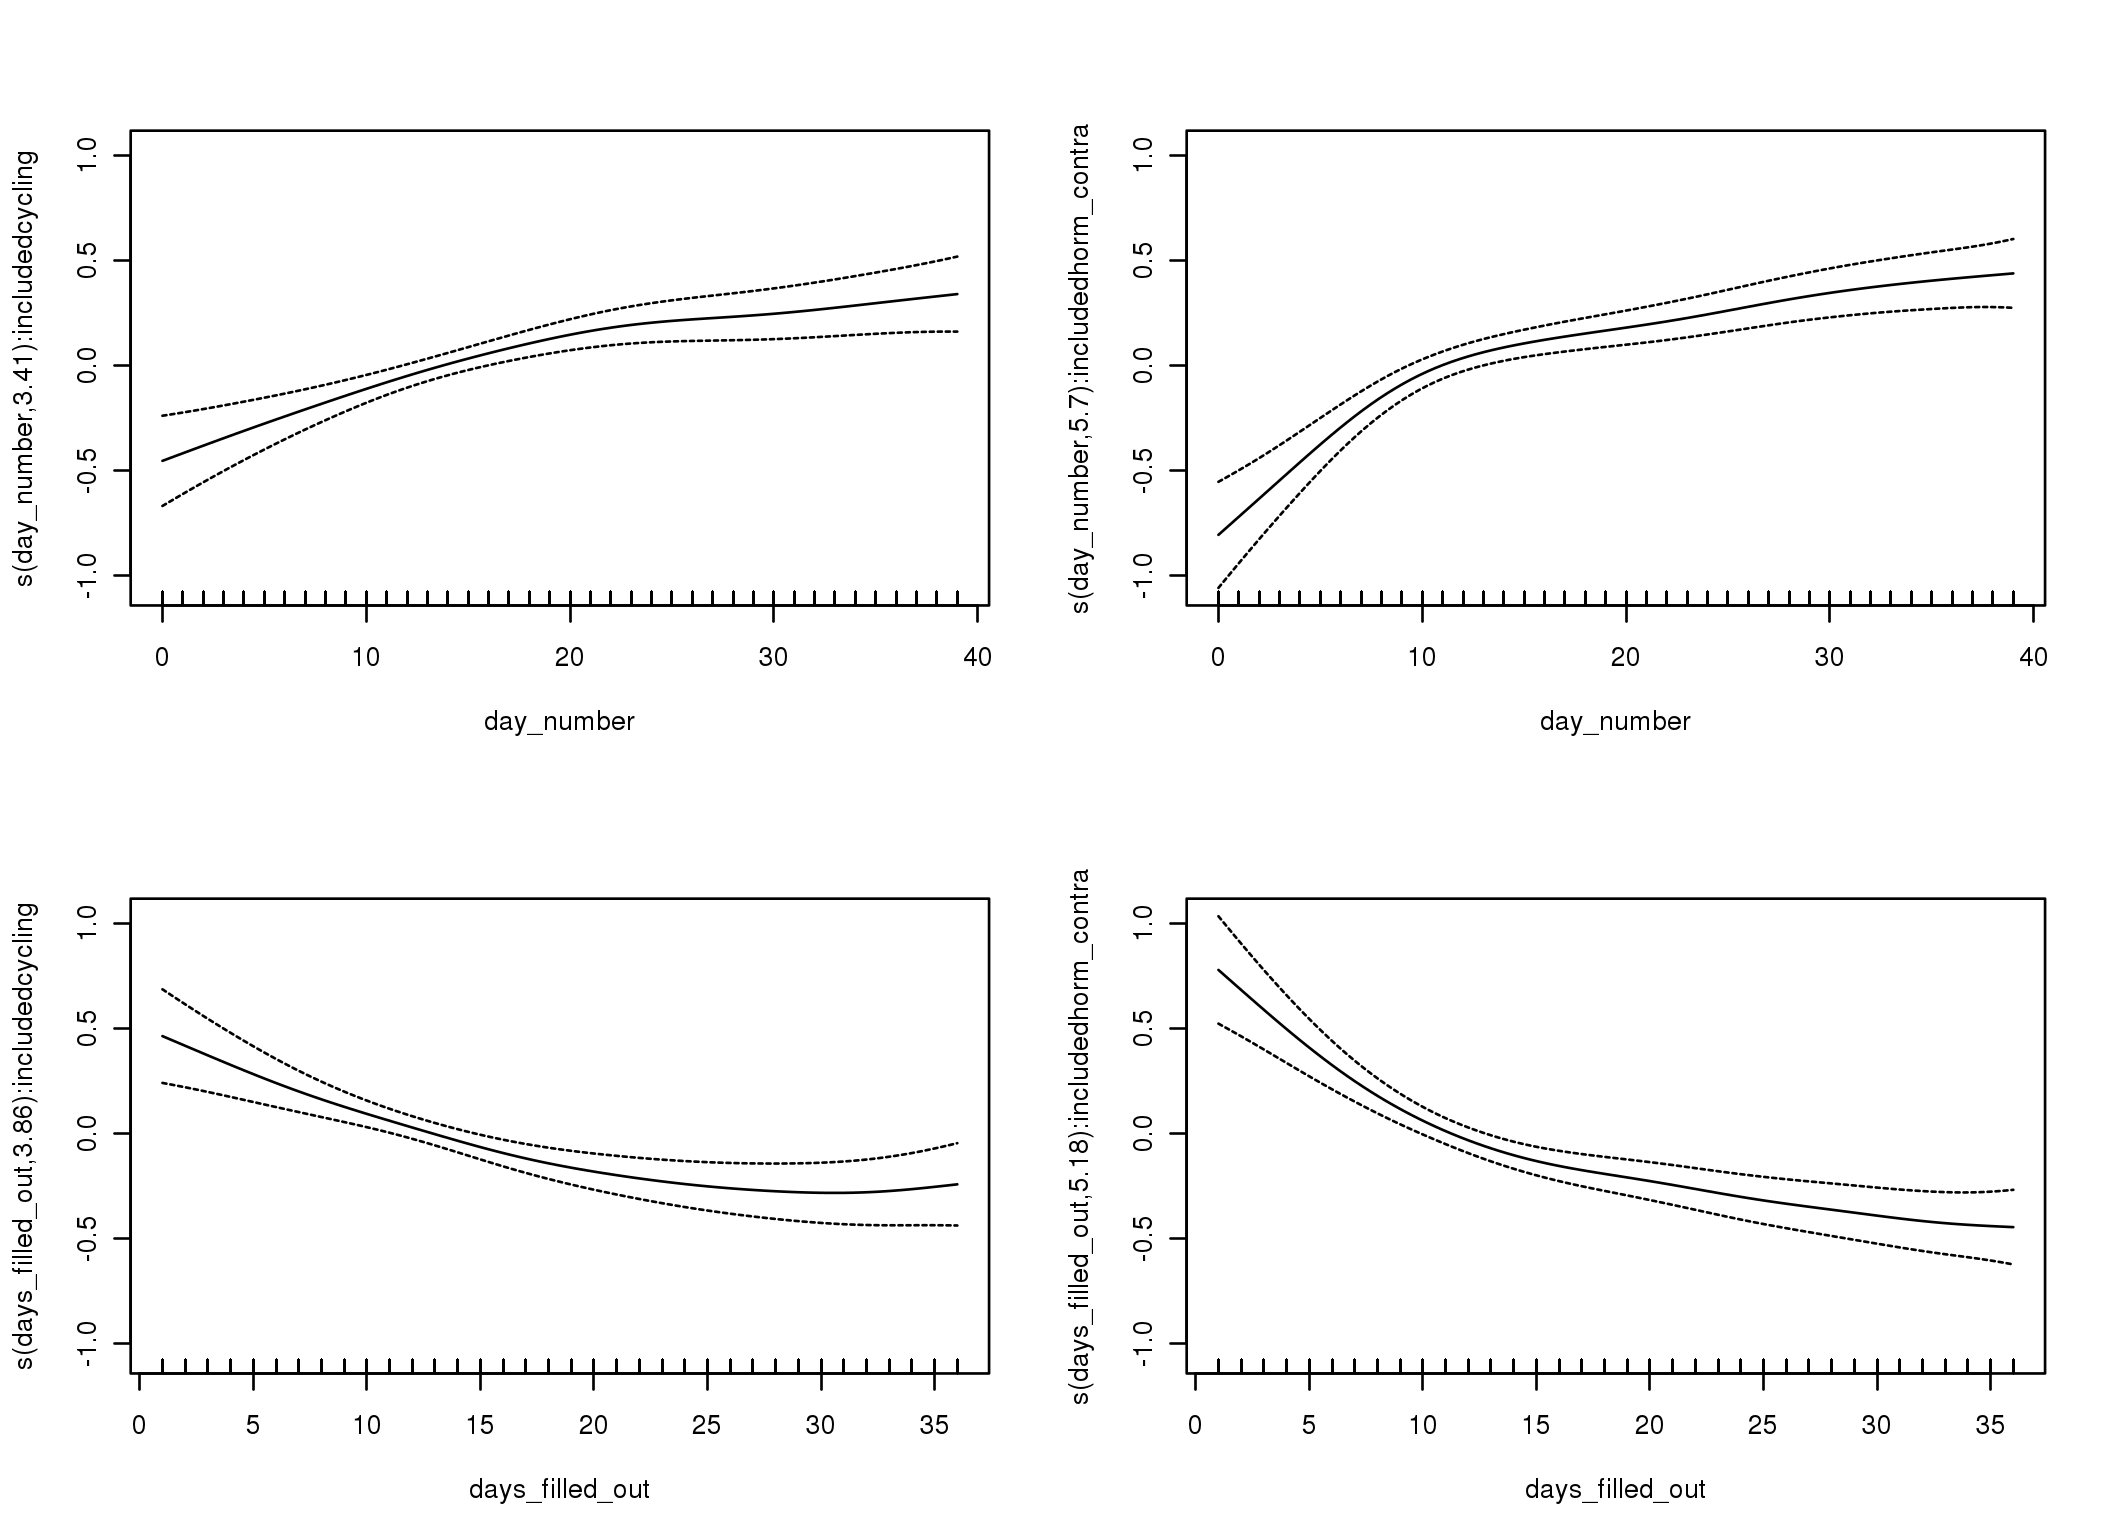 s(day_number,3.41):includedcycling
1.0
0.5
0.0
-0.5
-1.0
0 10 20 30 40
day_number
s(day_number,5.7):includedhorm_contra
1.0
0.5
0.0
-0.5
-1.0
0 10 20 30 40
day_number
s(days_filled_out,3.86):includedcycling
1.0
0.5
0.0
-0.5
-1.0
0 5 10 15 20 25 30 35
days_filled_out
s(days_filled_out,5.18):includedhorm_contra
1.0
0.5
0.0
-0.5
-1.0
0 5 10 15 20 25 30 35
days_filled_out